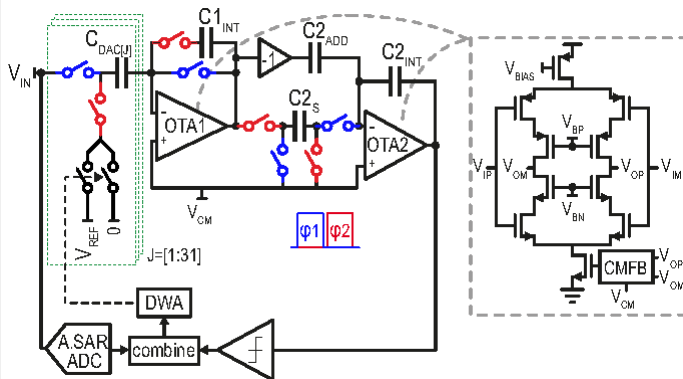 C1INT
CDAC[J]
-1
C2ADD
C2INT
VIN
OTA1
C2S
OTA2
VCM
VREF
0
J=[1:31]
φ1 φ2
DWA
A.SAR
ADC
combine
VBIAS
VBP
VIP VOM VOP VIM
VBN
CMFB
VOP
VOM
VCM